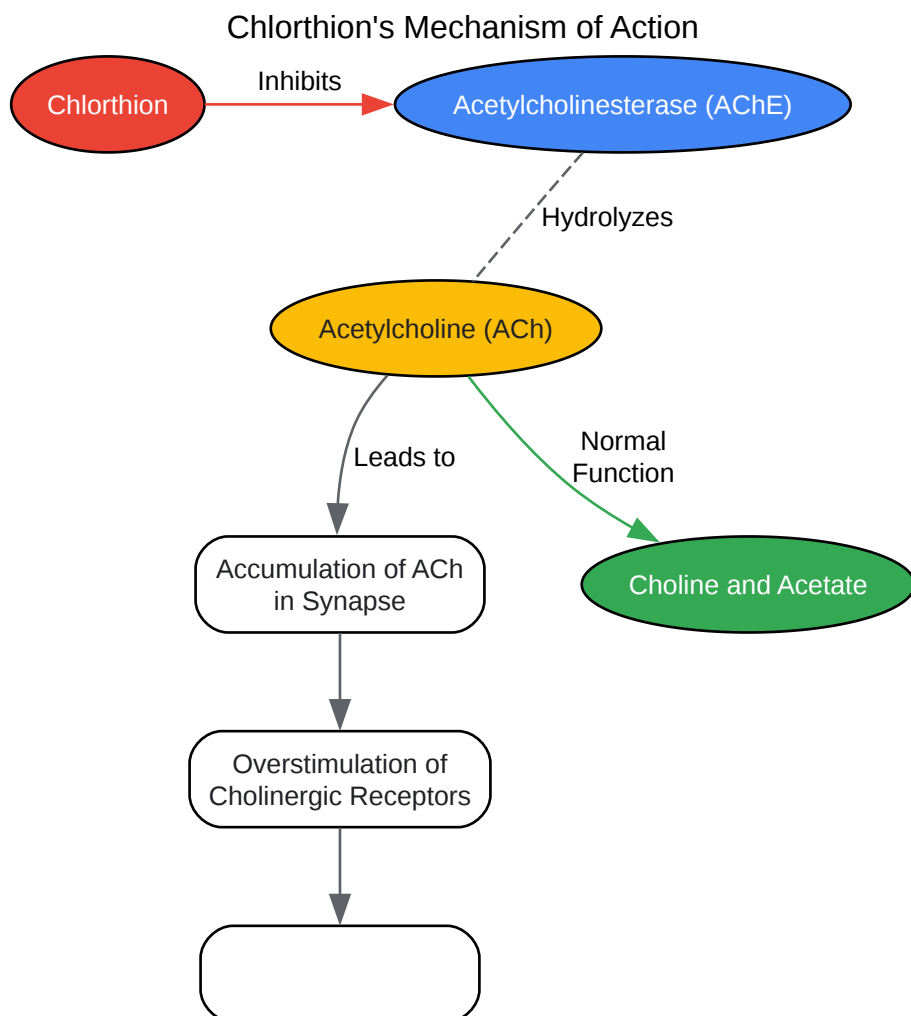 Chlorthion's Mechanism of Action
Chlorthion
Inhibits
Acetylcholinesterase (AChE)
Hydrolyzes
Acetylcholine (ACh)
Leads to
Normal
Function
Accumulation of ACh
in Synapse
Choline and Acetate
Overstimulation of
Cholinergic Receptors